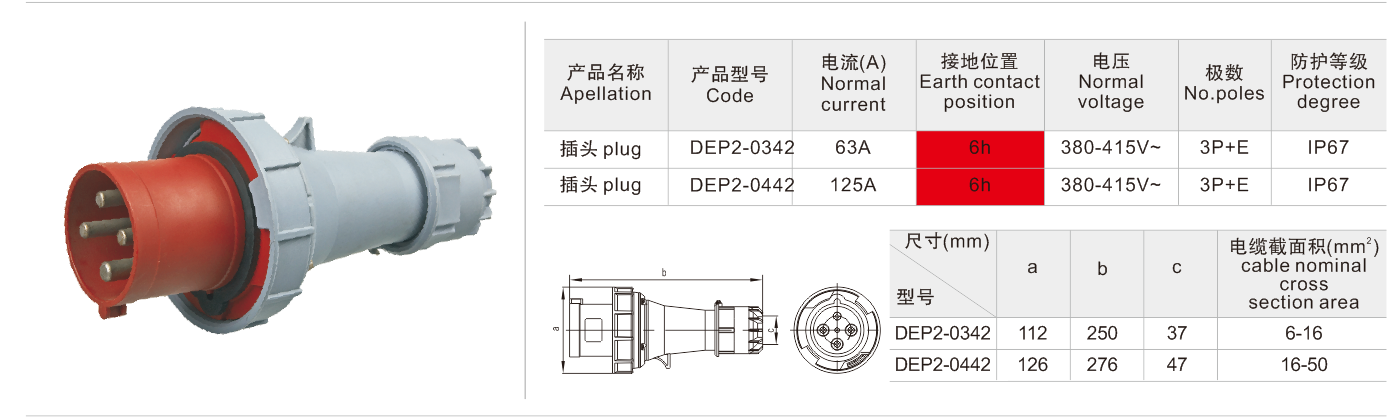 产品名称 Apellation 产品型号 Code 电流(A) Normal current 接地位置 Earth contact position 电压 Normal voltage 极数 No.poles 防护等级 Protection degree
插头 plug DEP2-0342 63A 6h 380-415V~ 3P+E IP67
插头 plug DEP2-0442 125A 6h 380-415V~ 3P+E IP67
b
a
c
尺寸(mm) 型号 a b c 电缆截面积(mm²) cable nominal cross section area
DEP2-0342 112 250 37 6-16
DEP2-0442 126 276 47 16-50